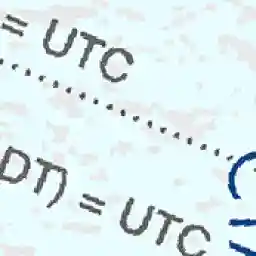 = UTC
DT) = UTC